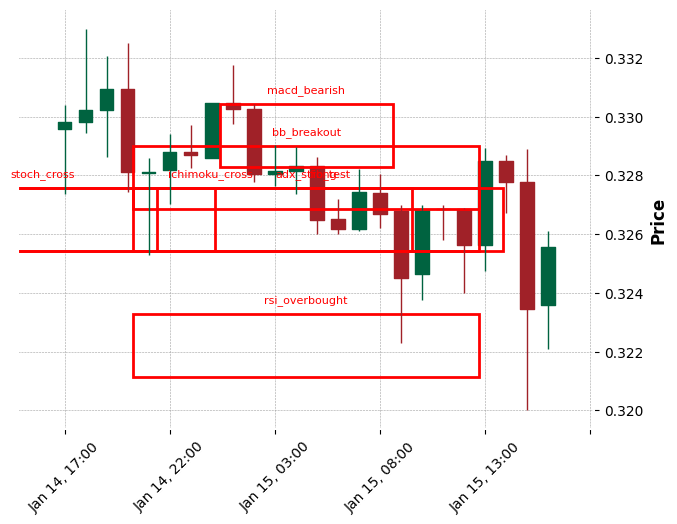 0.332
macd_bearish
0.330
bb_breakout
stoch_cross
ichimoku_cross
0.328
0.326
Price
0.324
rsi_overbought
0.322
0.320
Jan 14, 17:00
Jan 14, 22:00
Jan 15, 03:00
Jan 15, 08:00
Jan 15, 13:00